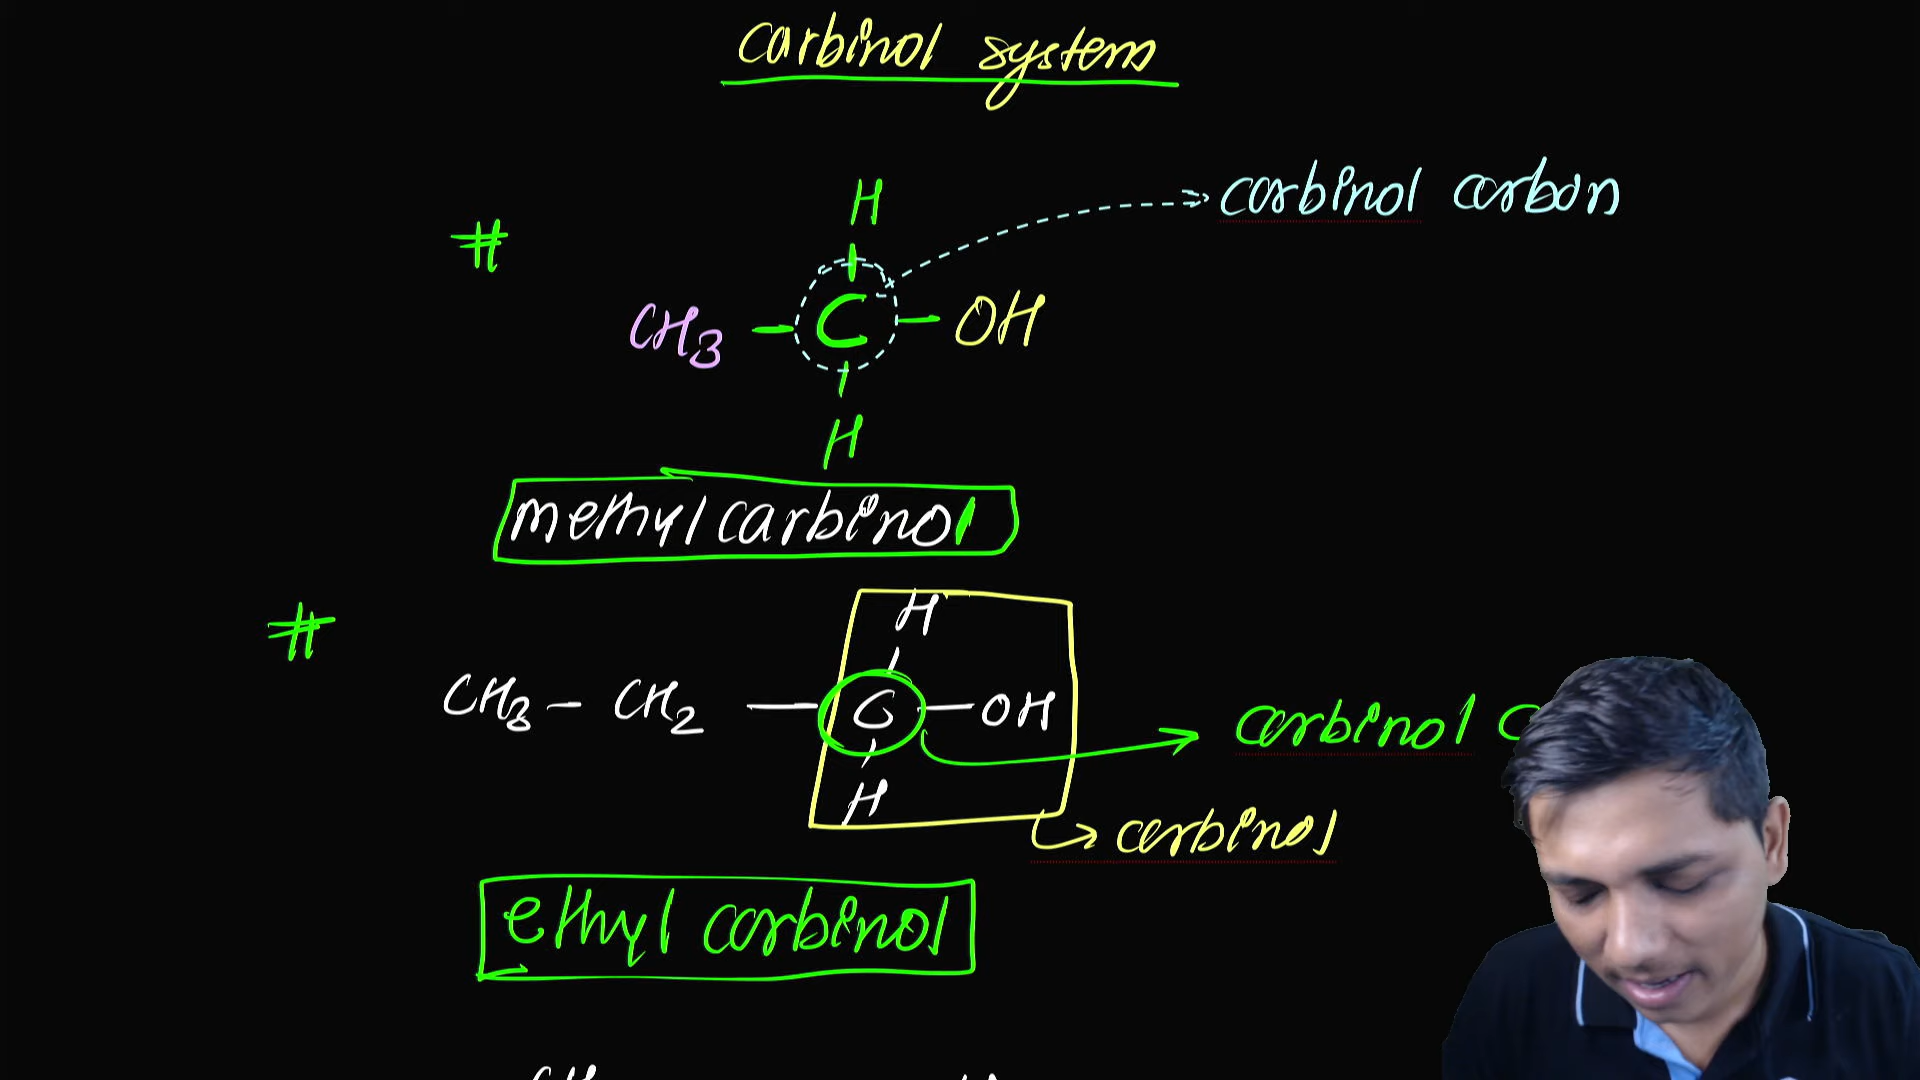 carbinol system
H
carbinol carbon
#
CH3 - C - OH
H
methyl carbinol
#
H
CH3 - CH2 - C - OH
carbinol C
H
carbinol
ethyl carbinol